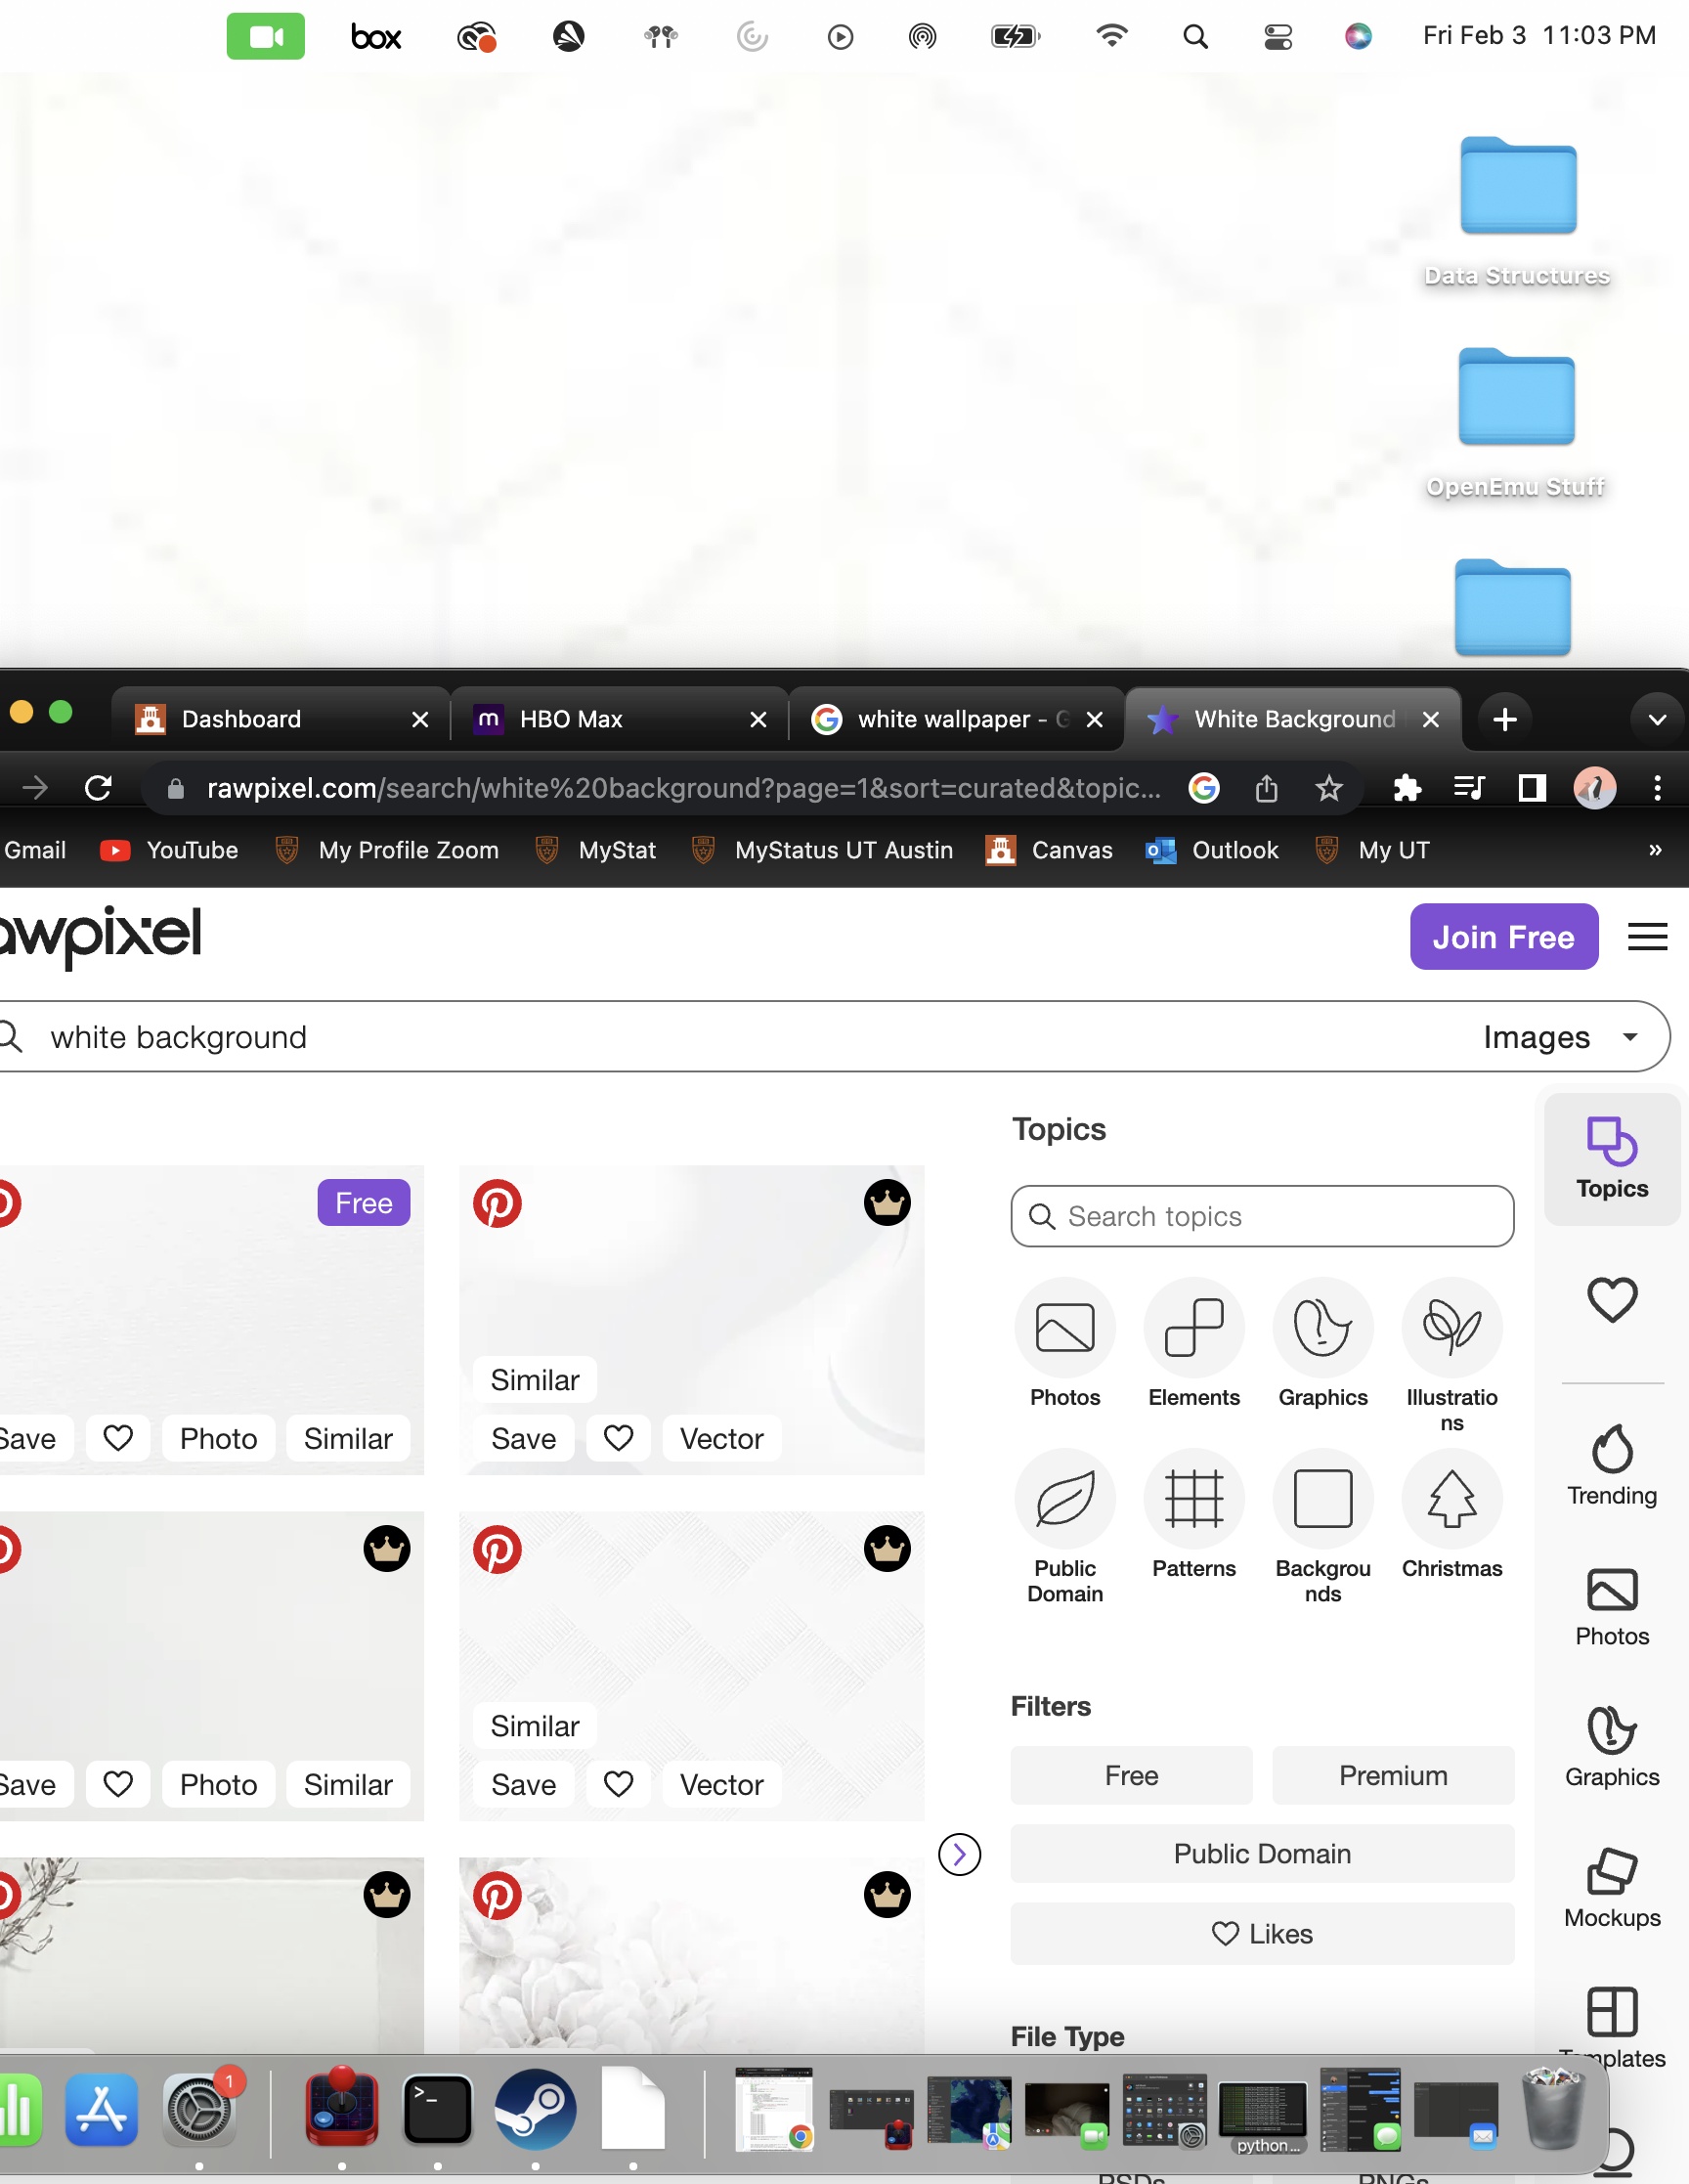 box
Fri Feb 3 11:03 PM
Data Structures
OpenEmu Stuff
Dashboard
HBO Max
white wallpaper - G
White Background
rawpixel.com/search/white%20background?page=1&sort=curated&topic...
Gmail
YouTube
My Profile Zoom
MyStat
MyStatus UT Austin
Canvas
Outlook
My UT
»
awpixel
Join Free
white background
Images
Topics
Search topics
Photos
Elements
Graphics
Illustratio
ns
Public
Domain
Patterns
Backgrou
nds
Christmas
Filters
Free
Premium
Public Domain
Likes
File Type
PSDs
PNGs
Free
Save
Photo
Similar
Similar
Save
Vector
Save
Photo
Similar
Similar
Save
Vector
Topics
Trending
Photos
Graphics
Mockups
Templates
1
python...